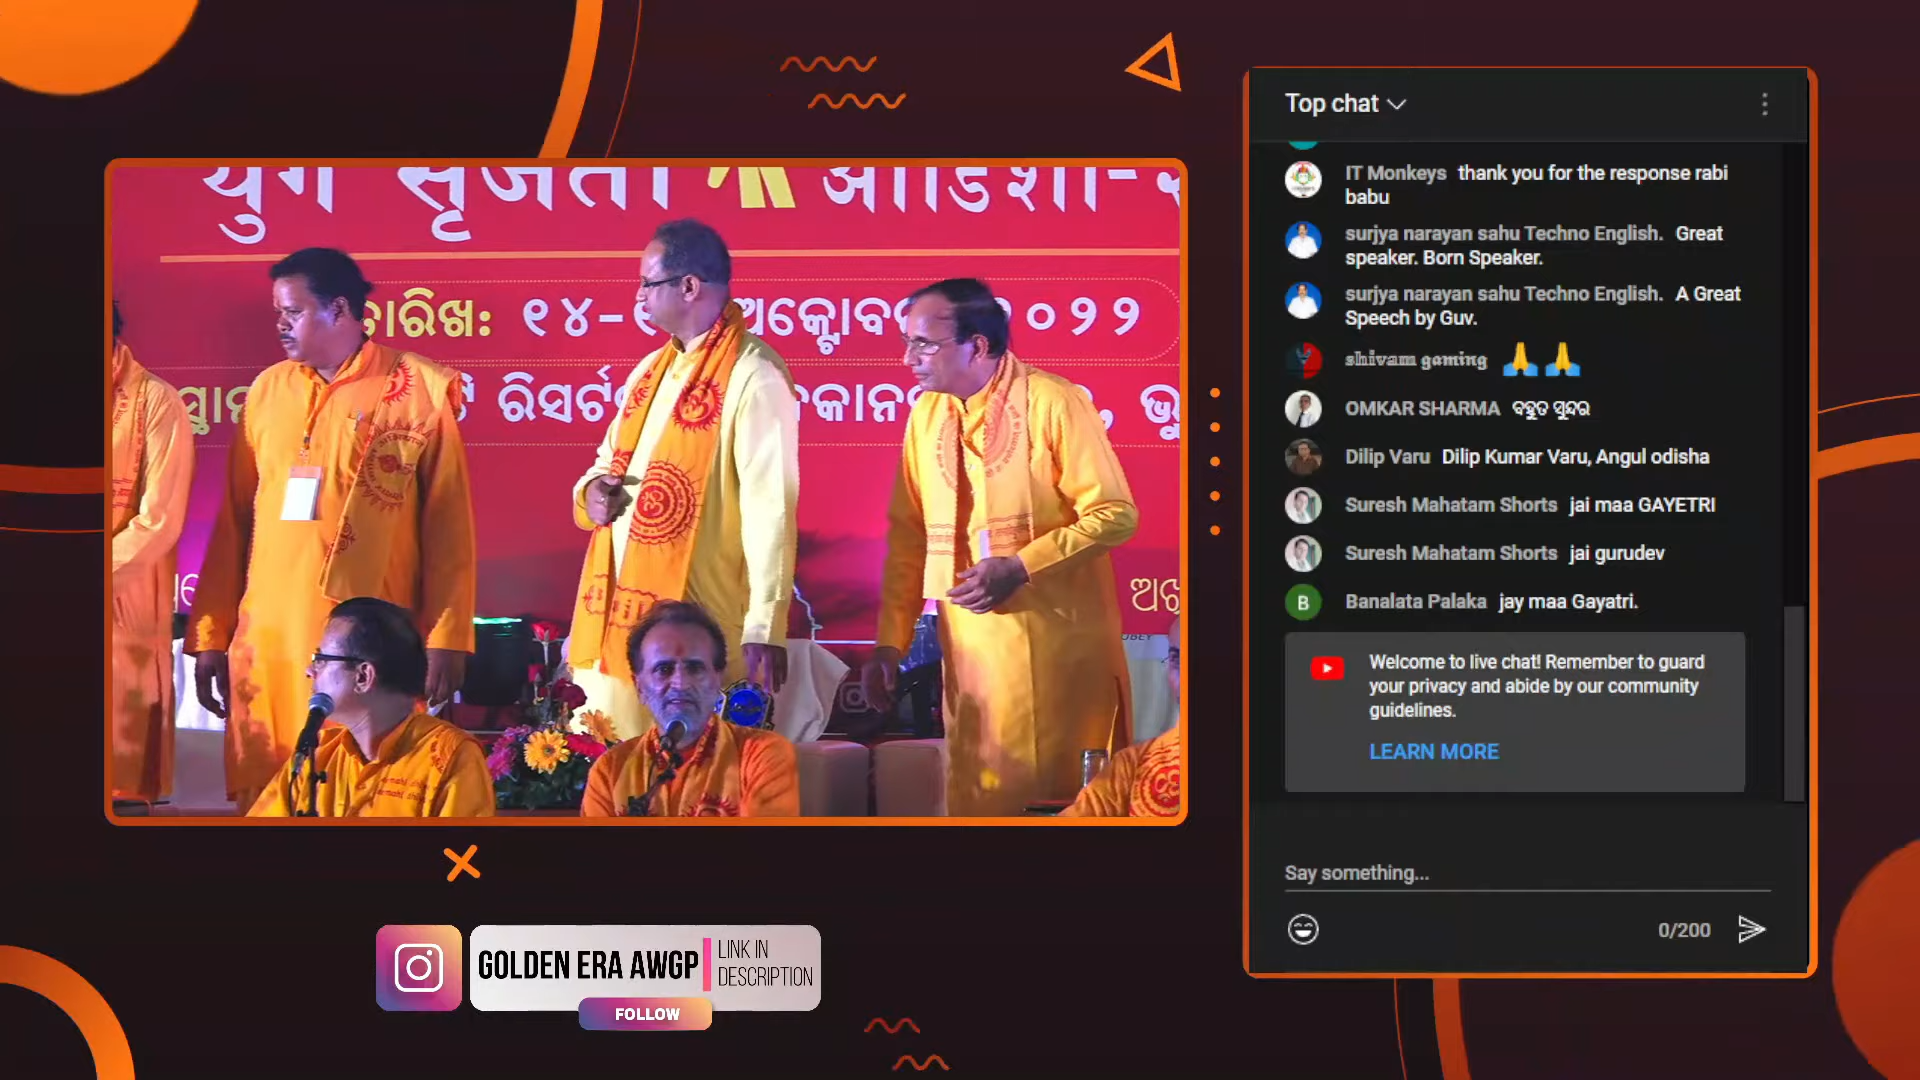 ତାରିଖ:
୨୦୨୨
ରିସର୍ଟ
Top chat
IT Monkeys thank you for the response rabi
babu
surjya narayan sahu Techno English. Great
speaker. Born Speaker.
surjya narayan sahu Techno English. A Great
Speech by Guv.
shivam gaming 🙏🙏
OMKAR SHARMA ବହୁତ ସୁନ୍ଦର
Dilip Varu Dilip Kumar Varu, Angul odisha
Suresh Mahatam Shorts jai maa GAYETRI
Suresh Mahatam Shorts jai gurudev
B Banalata Palaka jay maa Gayatri.
Welcome to live chat! Remember to guard
your privacy and abide by our community
guidelines.
LEARN MORE
Say something...
0/200
GOLDEN ERA AWGP
LINK IN
DESCRIPTION
FOLLOW